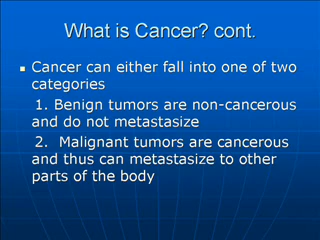 What is Cancer? cont.
Cancer can either fall into one of two
categories
1. Benign tumors are non-cancerous
and do not metastasize
2. Malignant tumors are cancerous
and thus can metastasize to other
parts of the body